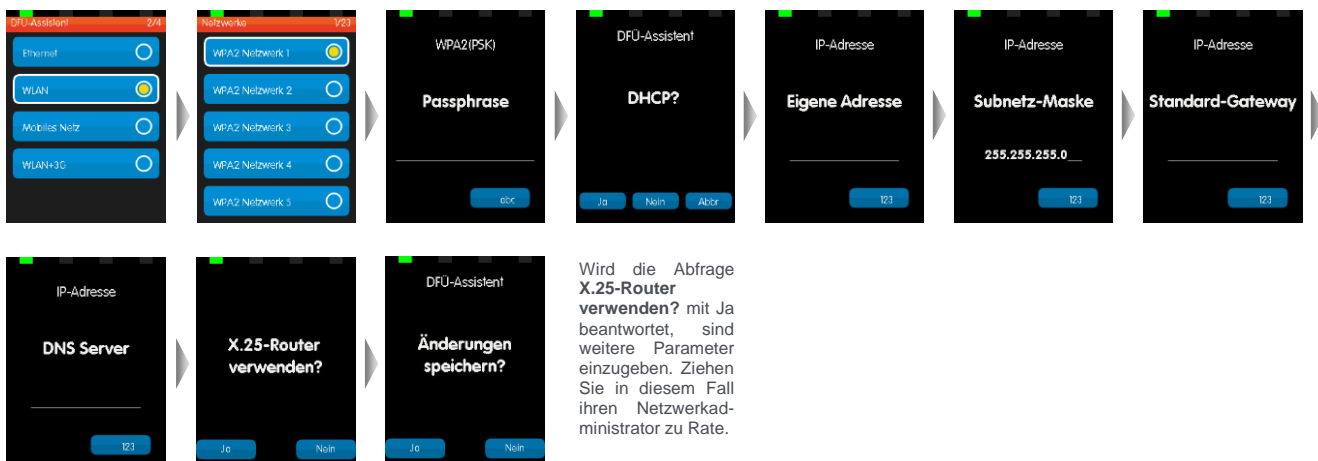 DFÜ-Assistent 2/4
Ethernet
WLAN
Mobiles Netz
WLAN+3G
Netzwerke 1/23
WPA2 Netzwerk 1
WPA2 Netzwerk 2
WPA2 Netzwerk 3
WPA2 Netzwerk 4
WPA2 Netzwerk 5
WPA2(PSK)
Passphrase
abc
DFÜ-Assistent
DHCP?
Ja Nein Abbr
IP-Adresse
Eigene Adresse
123
IP-Adresse
Subnetz-Maske
255.255.255.0__
123
IP-Adresse
Standard-Gateway
123
IP-Adresse
DNS Server
123
X.25-Router
verwenden?
Ja Nein
DFÜ-Assistent
Änderungen
speichern?
Ja Nein
Wird die Abfrage
X.25-Router
verwenden? mit Ja
beantwortet, sind
weitere Parameter
einzugeben. Ziehen
Sie in diesem Fall
ihren Netzwerkad-
ministrator zu Rate.